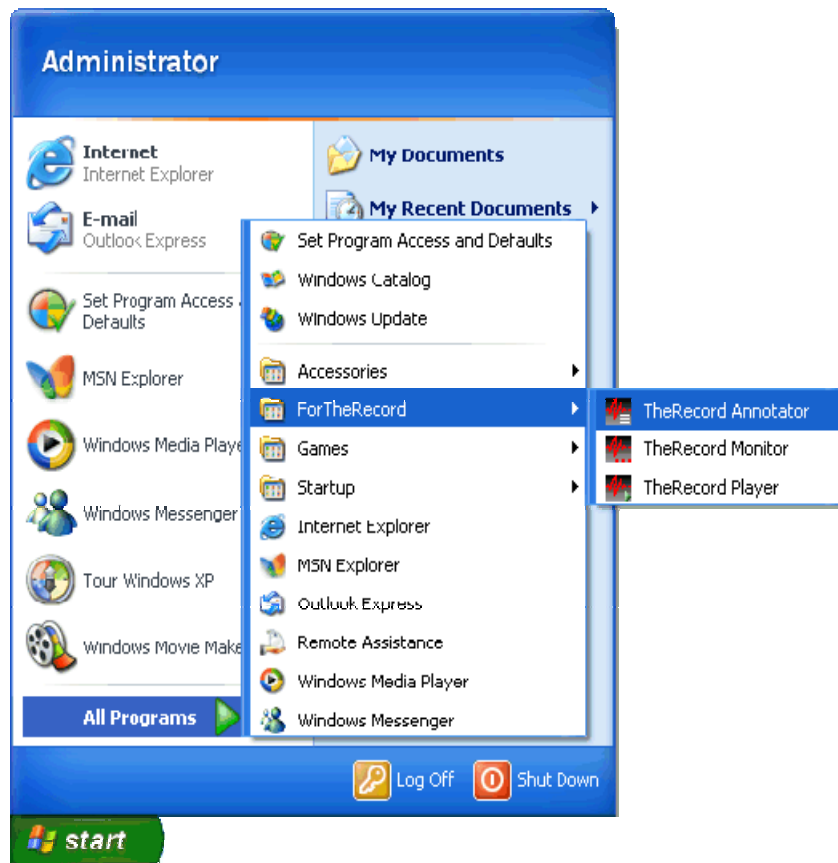 Administrator
Internet
Internet Explorer
E-mail
Outlook Express
Set Program Access
Defaults
MSN Explorer
Windows Media Playe
Windows Messenger
Tour Windows XP
Windows Movie Make
All Programs
My Documents
My Recent Documents
Set Program Access and Defaults
Windows Catalog
Windows Update
Accessories
ForTheRecord
Games
Startup
Internet Explorer
MSN Explorer
Outlook Express
Remote Assistance
Windows Media Player
Windows Messenger
TheRecord Annotator
TheRecord Monitor
TheRecord Player
Log Off
Shut Down
start